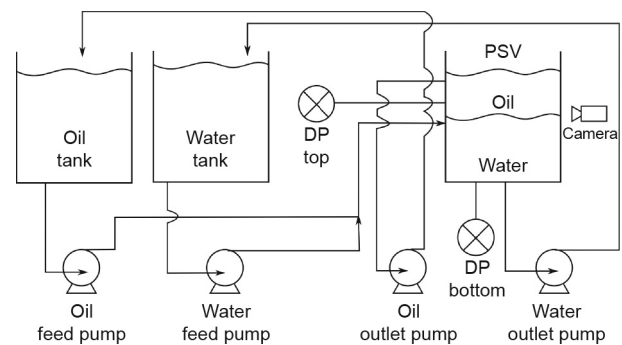 PSV
Oil
tank
Water
tank
DP
top
Oil
Camera
Water
DP
bottom
Oil
feed pump
Water
feed pump
Oil
outlet pump
Water
outlet pump